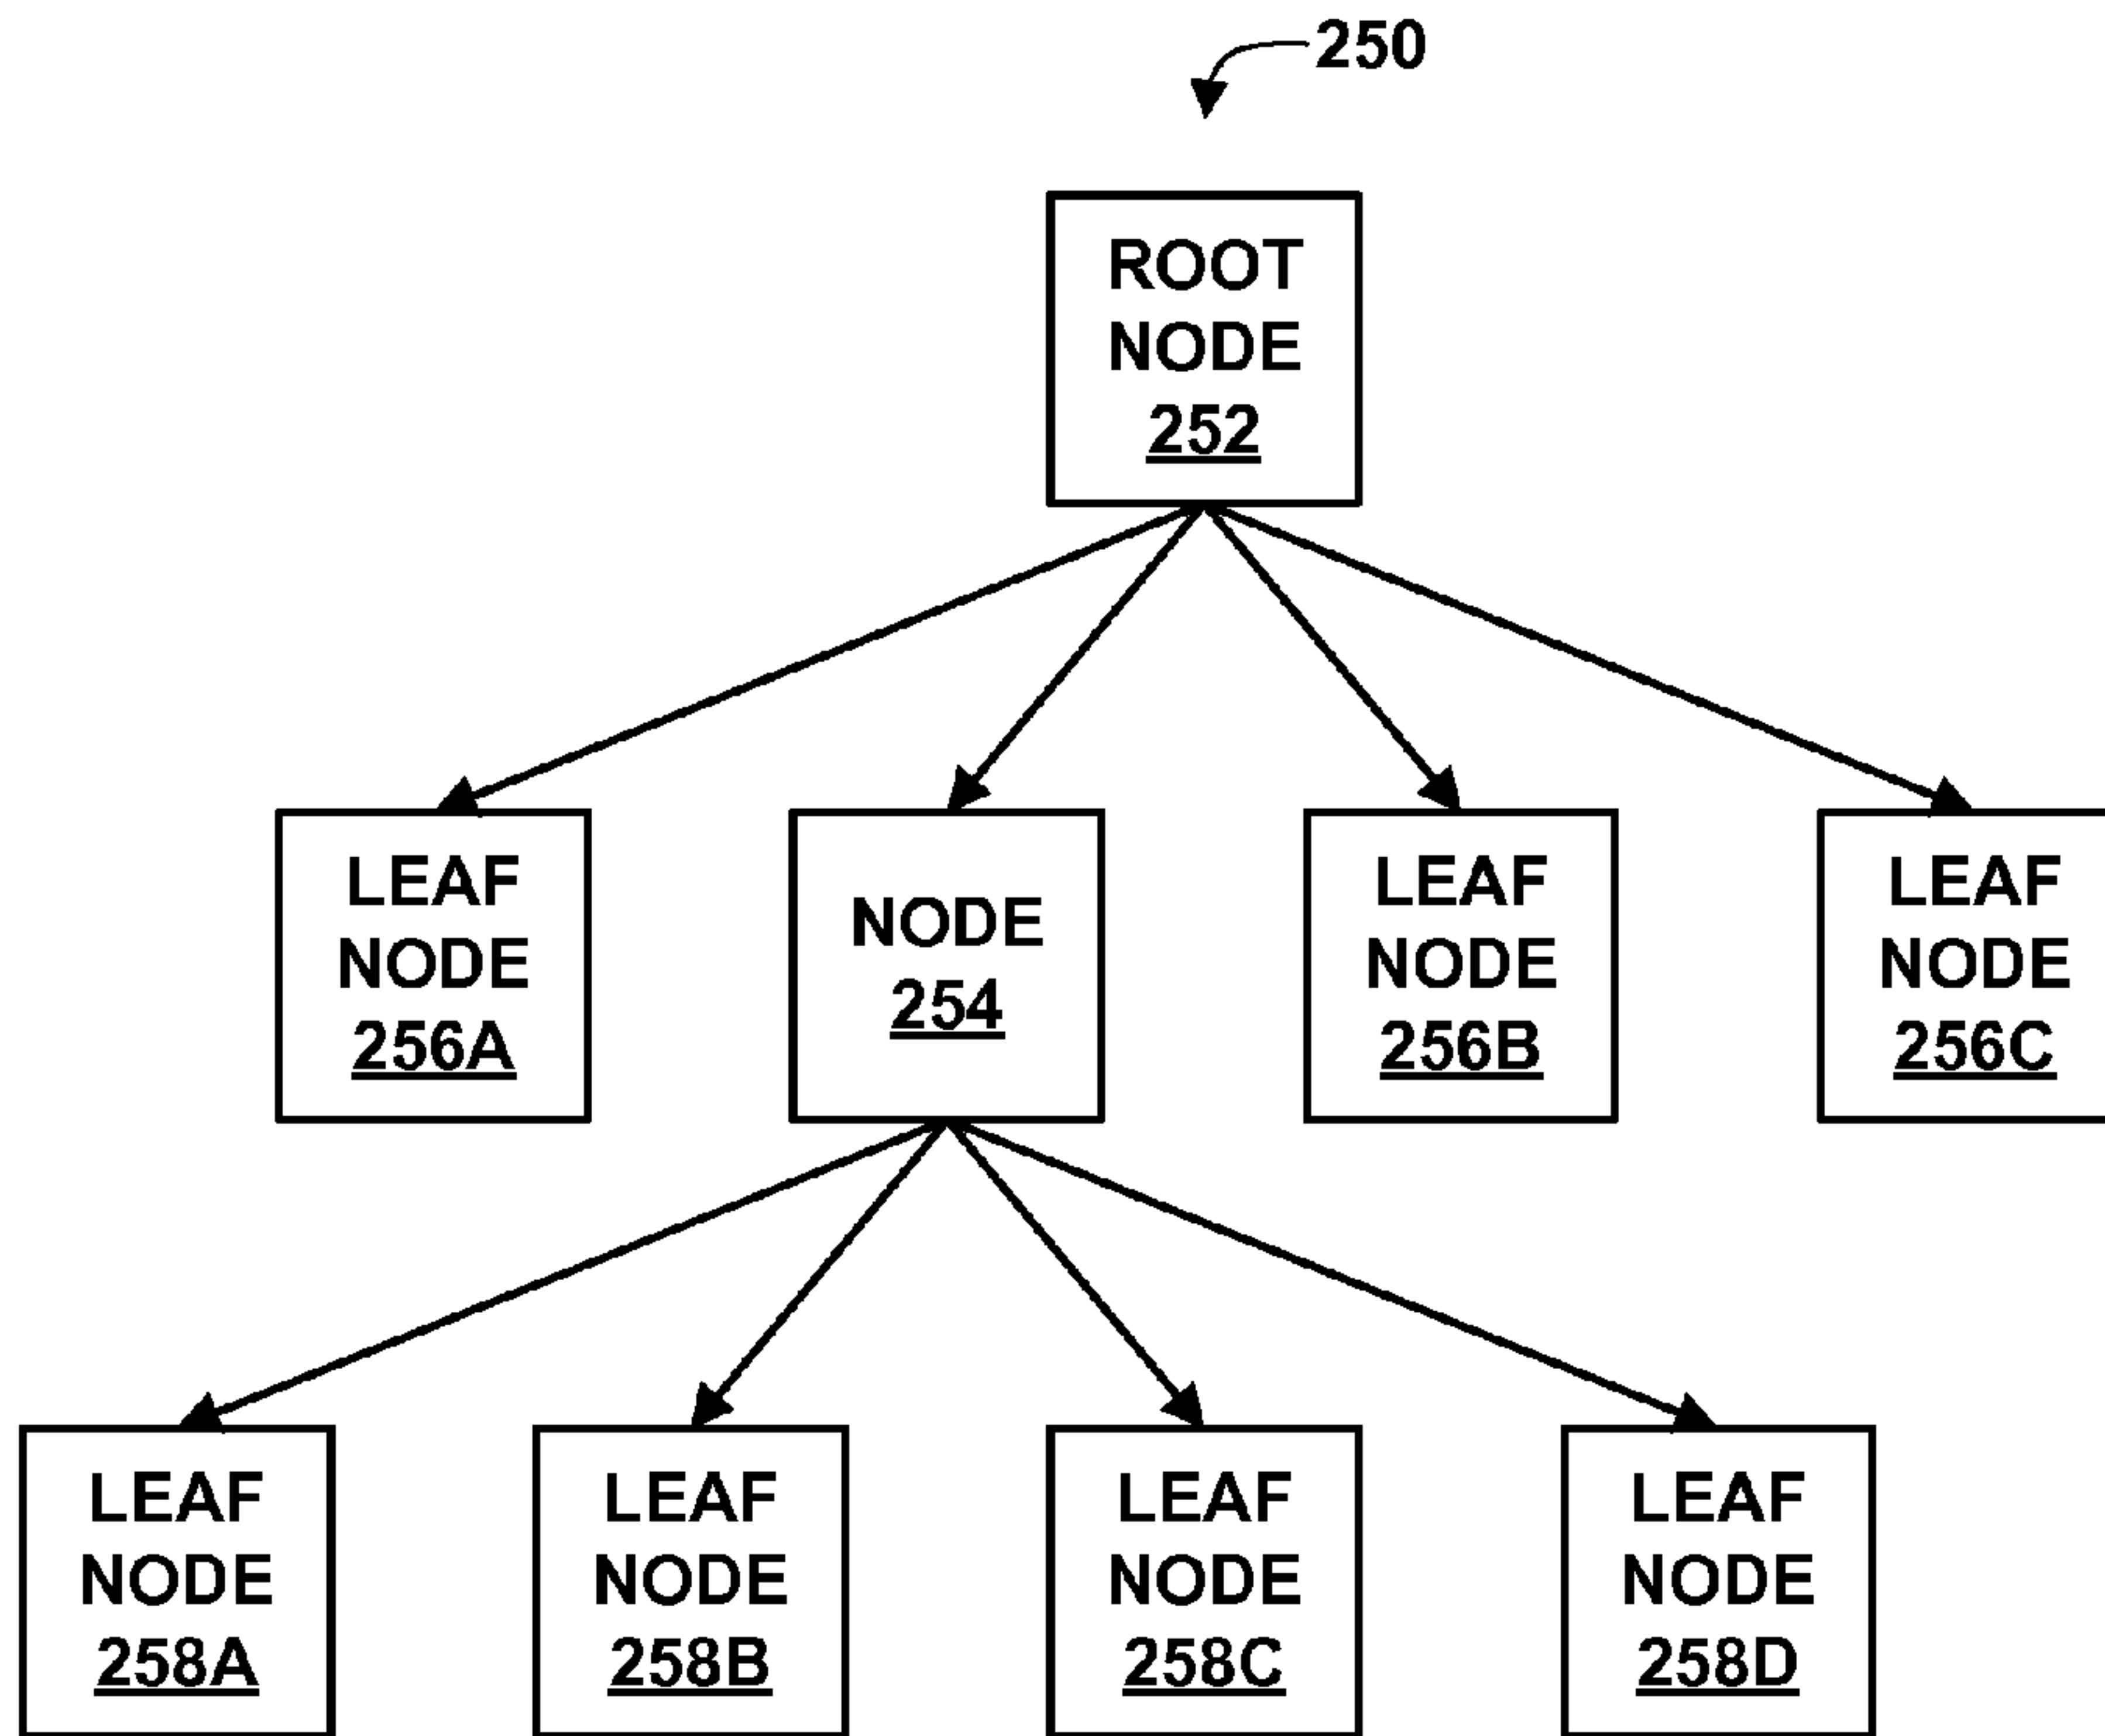 250
ROOT
NODE
252
LEAF
NODE
256A
NODE
254
LEAF
NODE
256B
LEAF
NODE
256C
LEAF
NODE
258A
LEAF
NODE
258B
LEAF
NODE
258C
LEAF
NODE
258D